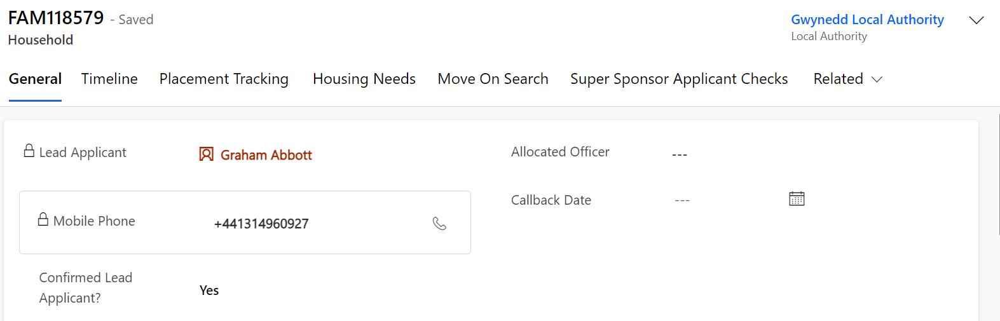 FAM118579 - Saved
Household
Gwynedd Local Authority
Local Authority
General Timeline Placement Tracking Housing Needs Move On Search Super Sponsor Applicant Checks Related
Lead Applicant Graham Abbott
Allocated Officer ---
Mobile Phone +441314960927
Callback Date ---
Confirmed Lead
Applicant?
Yes